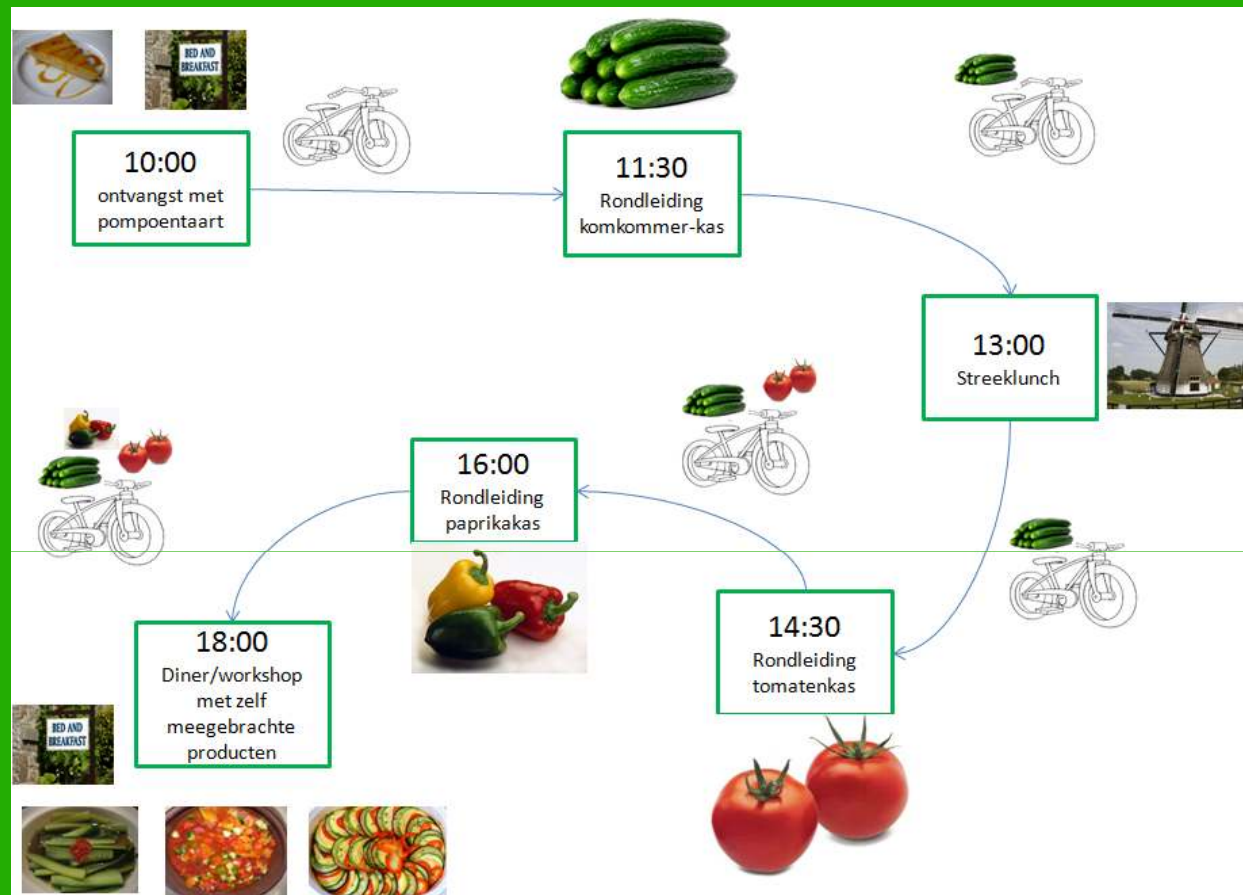 BED AND
BREAKFAST
10:00
ontvangst met
pompoentaart
11:30
Rondleiding
komkommer-kas
13:00
Streeklunch
14:30
Rondleiding
tomatenkas
16:00
Rondleiding
paprikakas
18:00
Diner/workshop
met zelf
meegebrachte
producten
BED AND
BREAKFAST